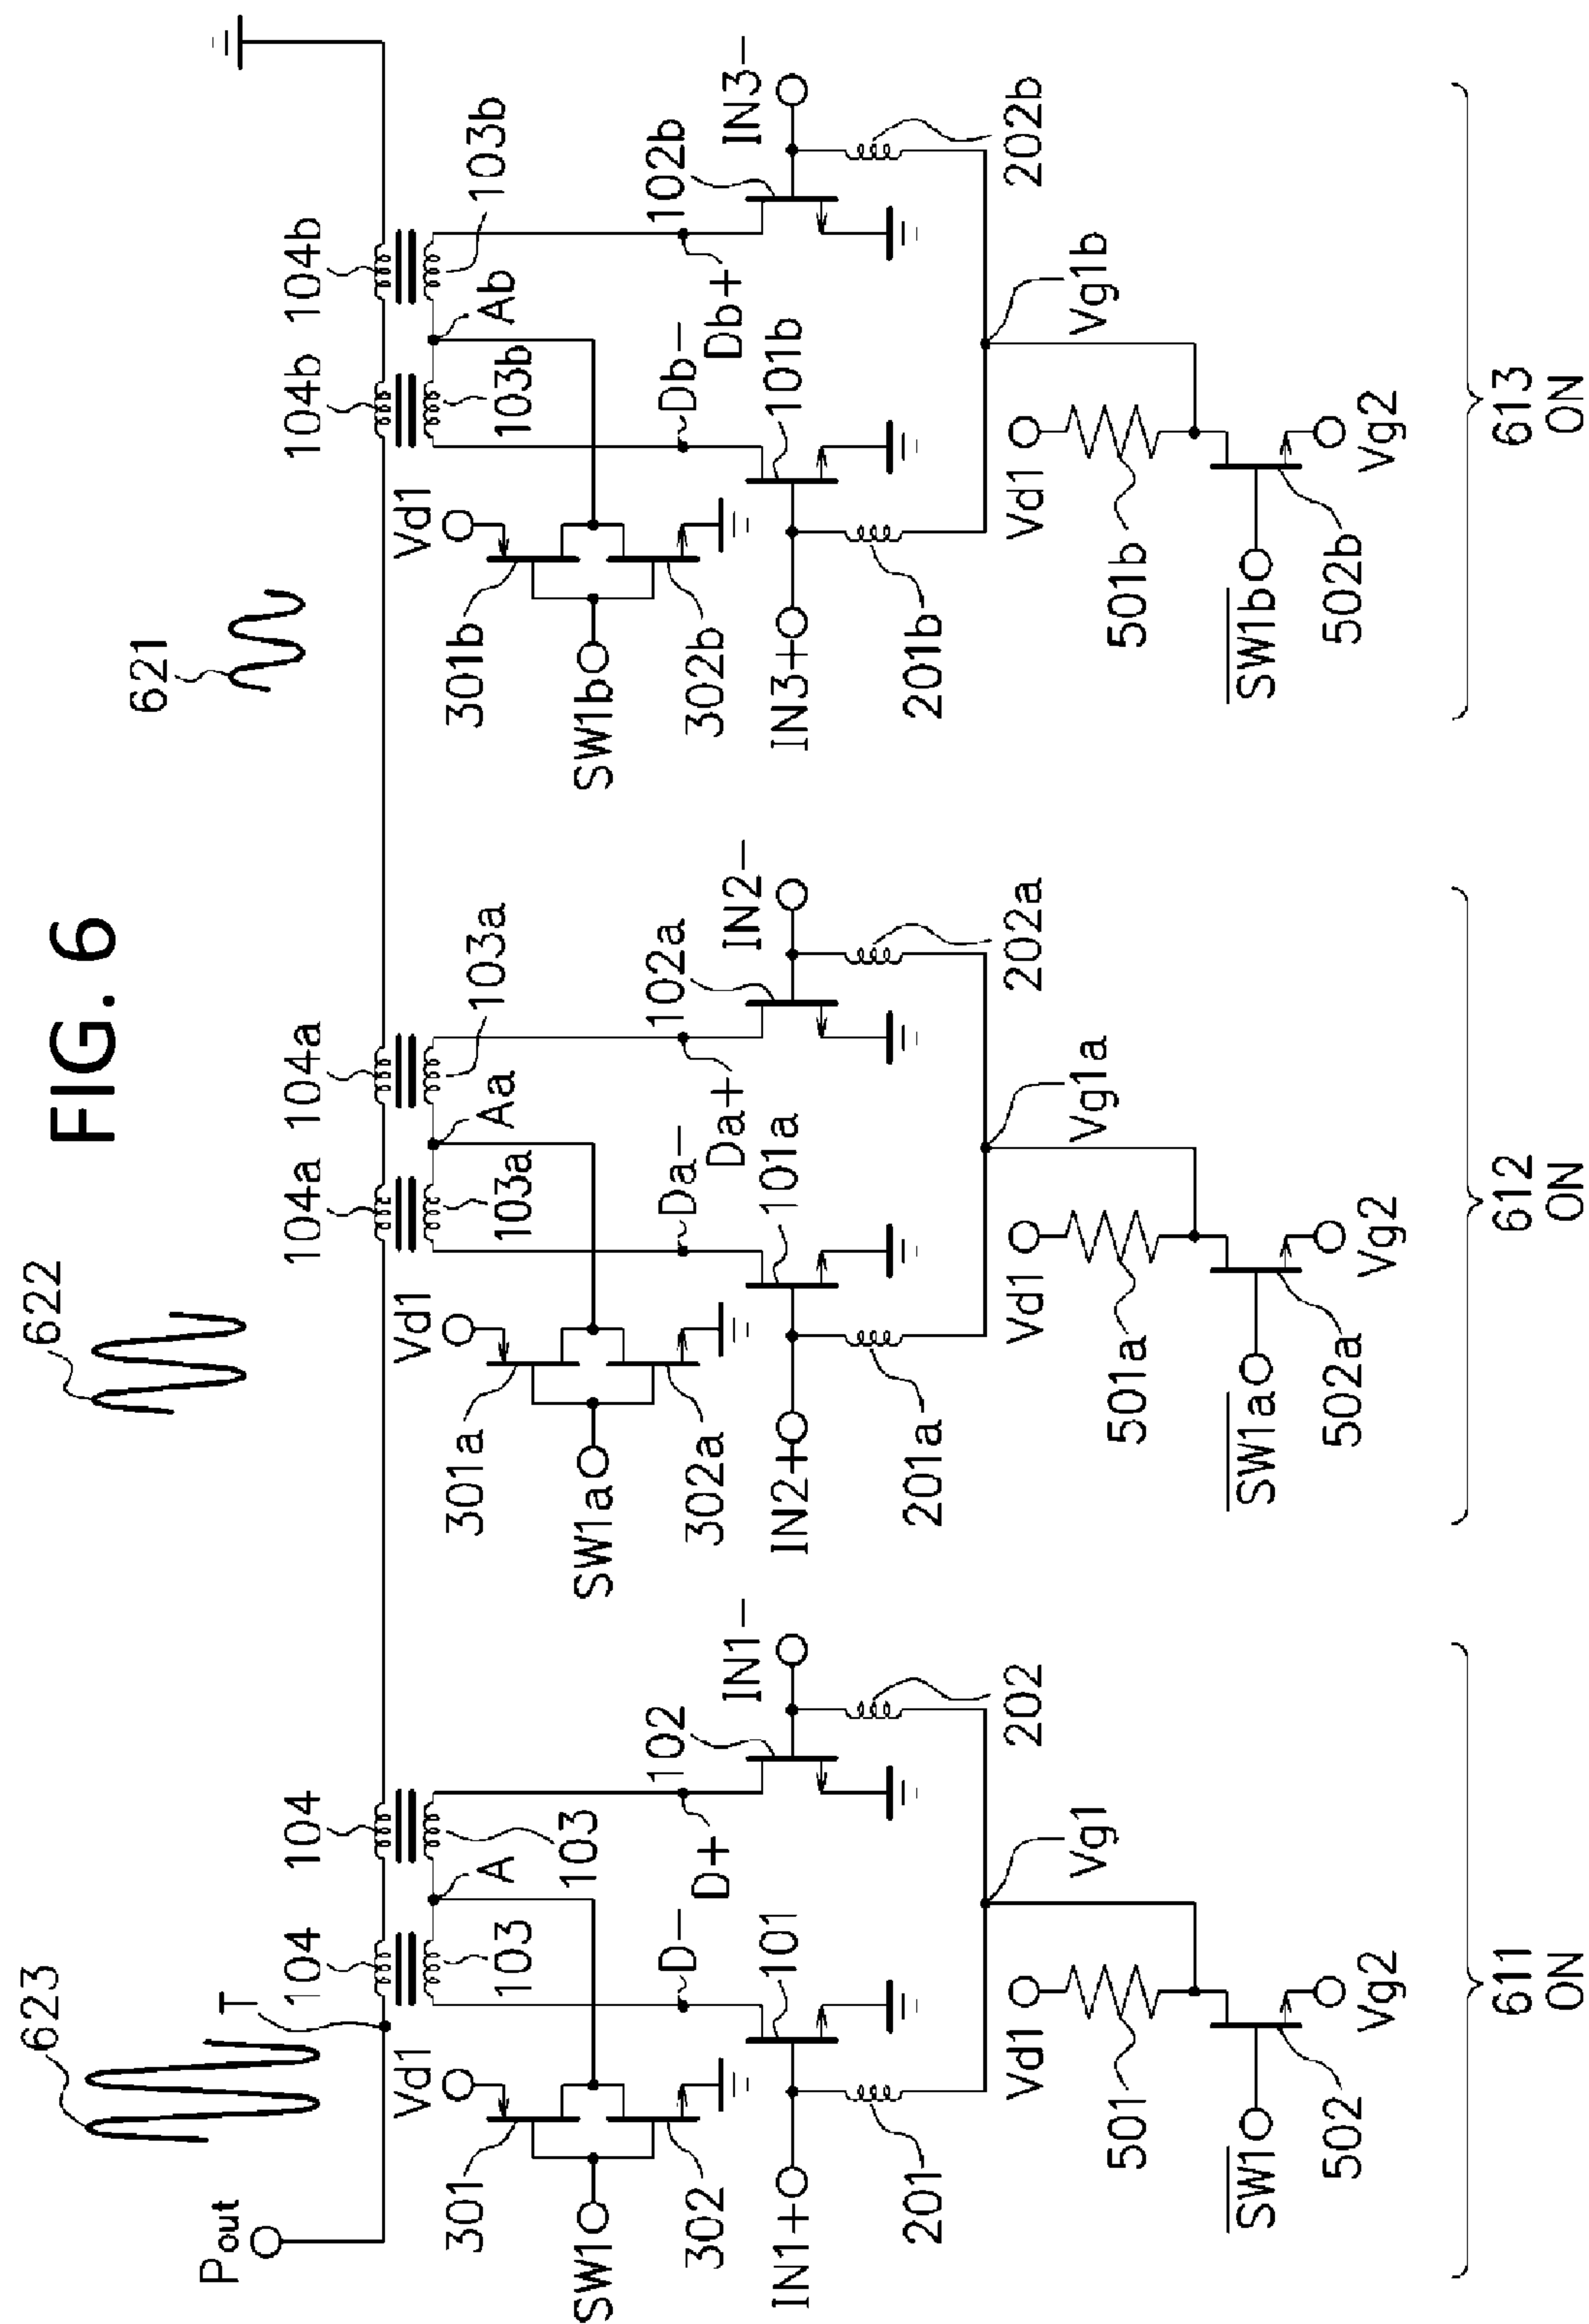 FIG. 6
623
622
621
Pout
T
104
104
104a
104a
104b
104b
Vd1
A
103
103
Vd1
Aa
103a
103a
Vd1
Ab
103b
103b
301
SW1
302
301a
SW1a
302a
301b
SW1b
302b
D-
D+
102
101
IN1-
IN1+
Da-
Da+
102a
101a
IN2-
IN2+
Db-
Db+
102b
101b
IN3-
IN3+
201
202
201a
202a
201b
202b
Vd1
Vg1
Vd1
Vg1a
Vd1
Vg1b
501
501a
501b
SW1
502
Vg2
SW1a
502a
Vg2
SW1b
502b
Vg2
611
ON
612
ON
613
ON